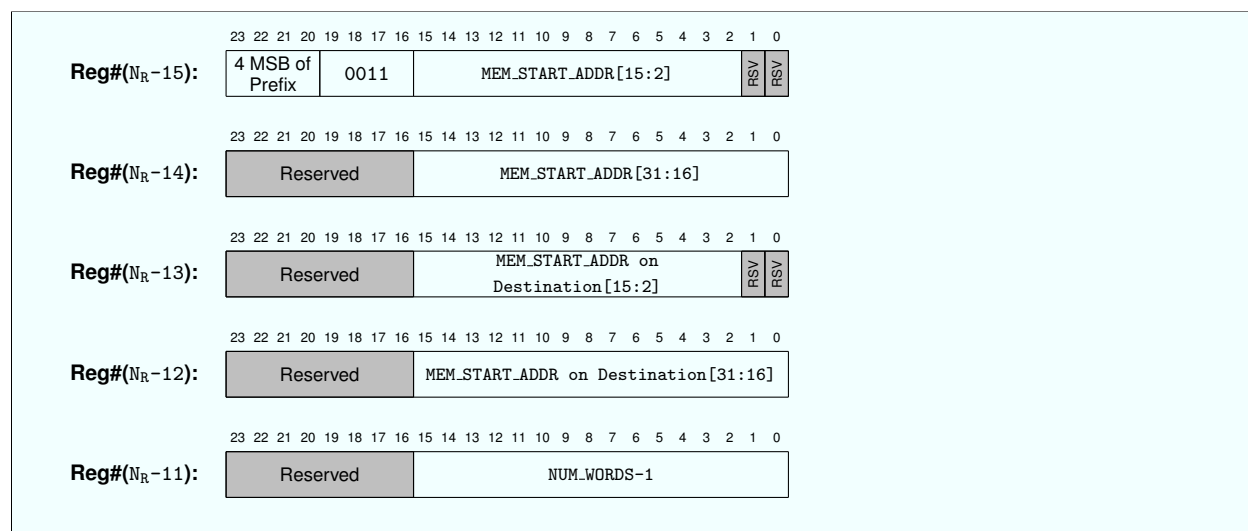 23 22 21 20 19 18 17 16 15 14 13 12 11 10 9 8 7 6 5 4 3 2 1 0
Reg#(NR-15): 4 MSB of Prefix 0011 MEM_START_ADDR[15:2] RSV RSV
23 22 21 20 19 18 17 16 15 14 13 12 11 10 9 8 7 6 5 4 3 2 1 0
Reg#(NR-14): Reserved MEM_START_ADDR[31:16]
23 22 21 20 19 18 17 16 15 14 13 12 11 10 9 8 7 6 5 4 3 2 1 0
Reg#(NR-13): Reserved MEM_START_ADDR on Destination[15:2] RSV RSV
23 22 21 20 19 18 17 16 15 14 13 12 11 10 9 8 7 6 5 4 3 2 1 0
Reg#(NR-12): Reserved MEM_START_ADDR on Destination[31:16]
23 22 21 20 19 18 17 16 15 14 13 12 11 10 9 8 7 6 5 4 3 2 1 0
Reg#(NR-11): Reserved NUM_WORDS-1